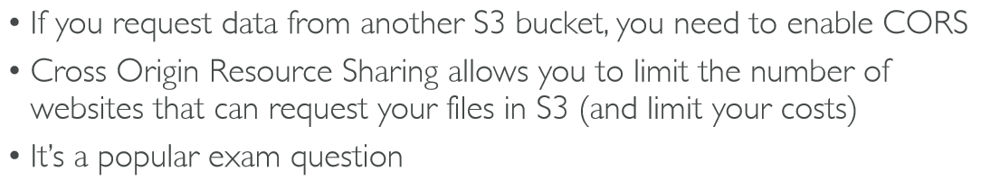 • If you request data from another S3 bucket, you need to enable CORS
• Cross Origin Resource Sharing allows you to limit the number of
websites that can request your files in S3 (and limit your costs)
• It's a popular exam question